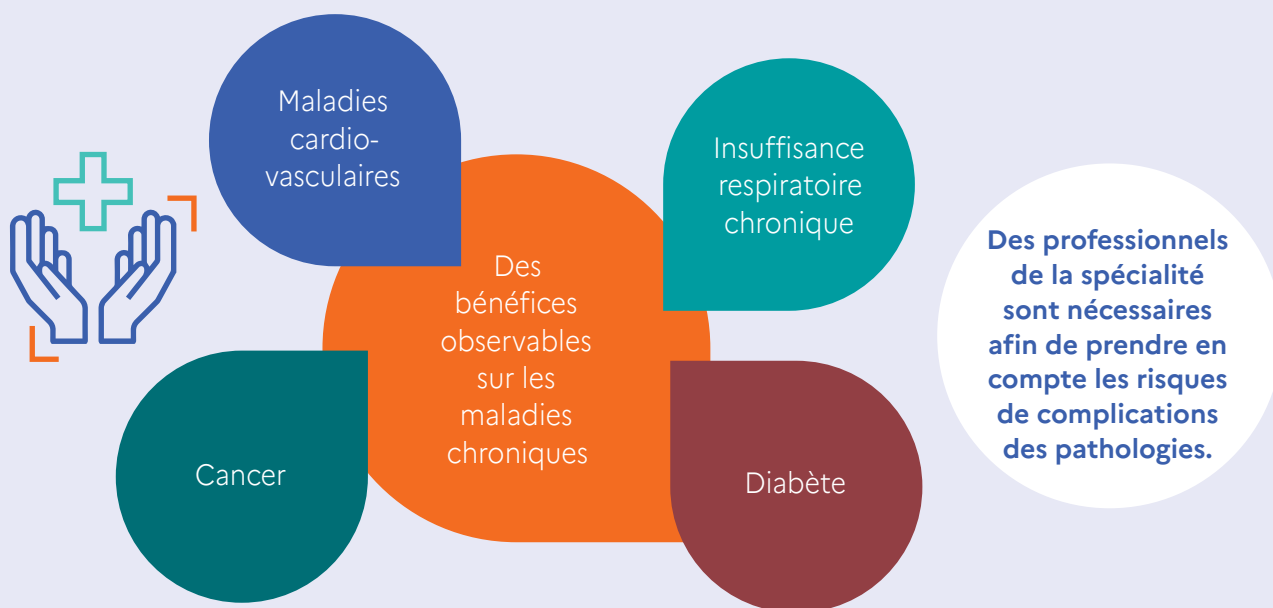 Maladies
cardio-
vasculaires
Insuffisance
respiratoire
chronique
Des
bénéfices
observables
sur les
maladies
chroniques
Cancer
Diabète
Des professionnels
de la spécialité
sont nécessaires
afin de prendre en
compte les risques
de complications
des pathologies.